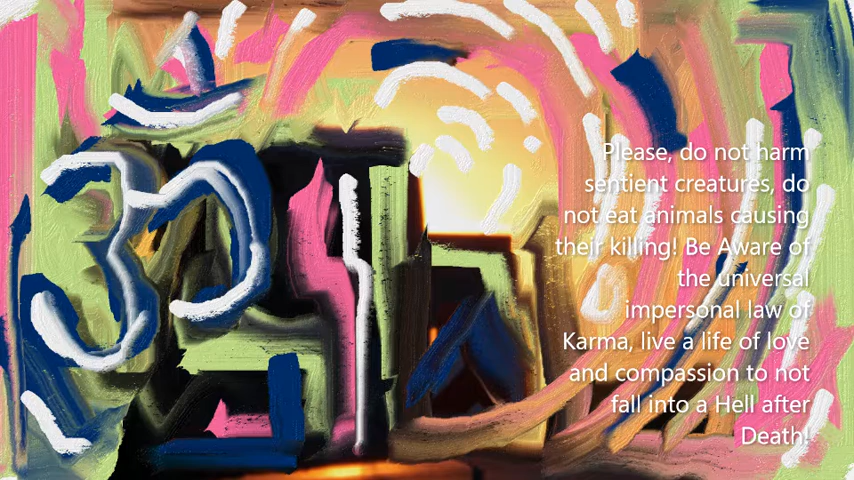 ॐ
Please, do not harm
sentient creatures, do
not eat animals causing
their killing! Be Aware of
the universal
impersonal law of
Karma, live a life of love
and compassion to not
fall into a Hell after
Death!